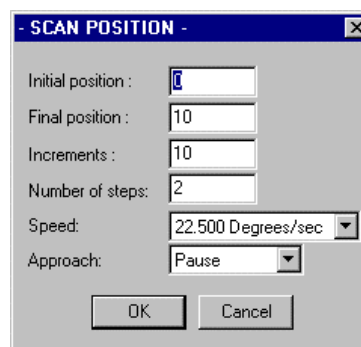 - SCAN POSITION -
Initial position : 0
Final position : 10
Increments : 10
Number of steps: 2
Speed: 22.500 Degrees/sec
Approach: Pause
OK Cancel